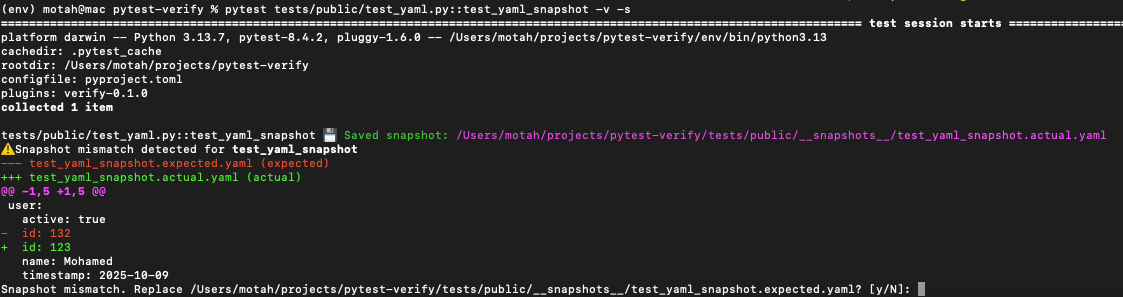 (env) motah@mac pytest-verify % pytest tests/public/test_yaml.py::test_yaml_snapshot -v -s
=========================================================================================================== test session starts ================
platform darwin -- Python 3.13.7, pytest-8.4.2, pluggy-1.6.0 -- /Users/motah/projects/pytest-verify/env/bin/python3.13
cachedir: .pytest_cache
rootdir: /Users/motah/projects/pytest-verify
configfile: pyproject.toml
plugins: verify-0.1.0
collected 1 item
tests/public/test_yaml.py::test_yaml_snapshot 💾 Saved snapshot: /Users/motah/projects/pytest-verify/tests/public/__snapshots__/test_yaml_snapshot.actual.yaml
⚠️Snapshot mismatch detected for test_yaml_snapshot
--- test_yaml_snapshot.expected.yaml (expected)
+++ test_yaml_snapshot.actual.yaml (actual)
@@ -1,5 +1,5 @@
 user:
   active: true
-  id: 132
+  id: 123
   name: Mohamed
   timestamp: 2025-10-09
Snapshot mismatch. Replace /Users/motah/projects/pytest-verify/tests/public/__snapshots__/test_yaml_snapshot.expected.yaml? [y/N]: